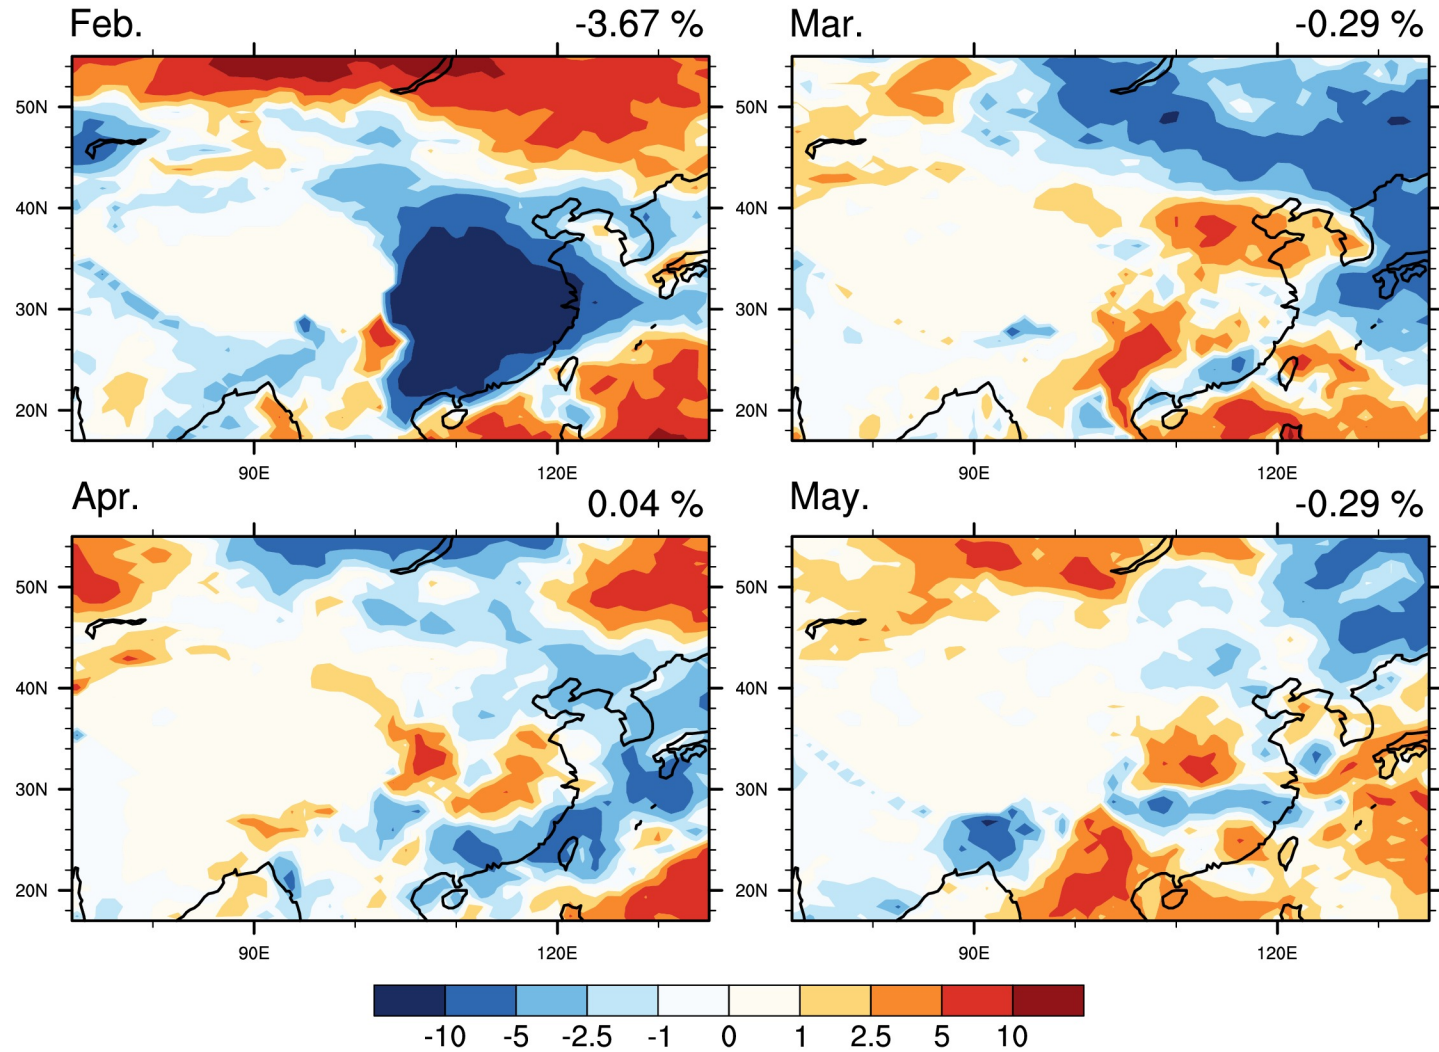 Feb. -3.67 % Mar. -0.29 %
50N 50N
40N 40N
30N 30N
20N 20N
90E 120E 90E 120E
Apr. 0.04 % May. -0.29 %
50N 50N
40N 40N
30N 30N
20N 20N
90E 120E 90E 120E
-10 -5 -2.5 -1 0 1 2.5 5 10